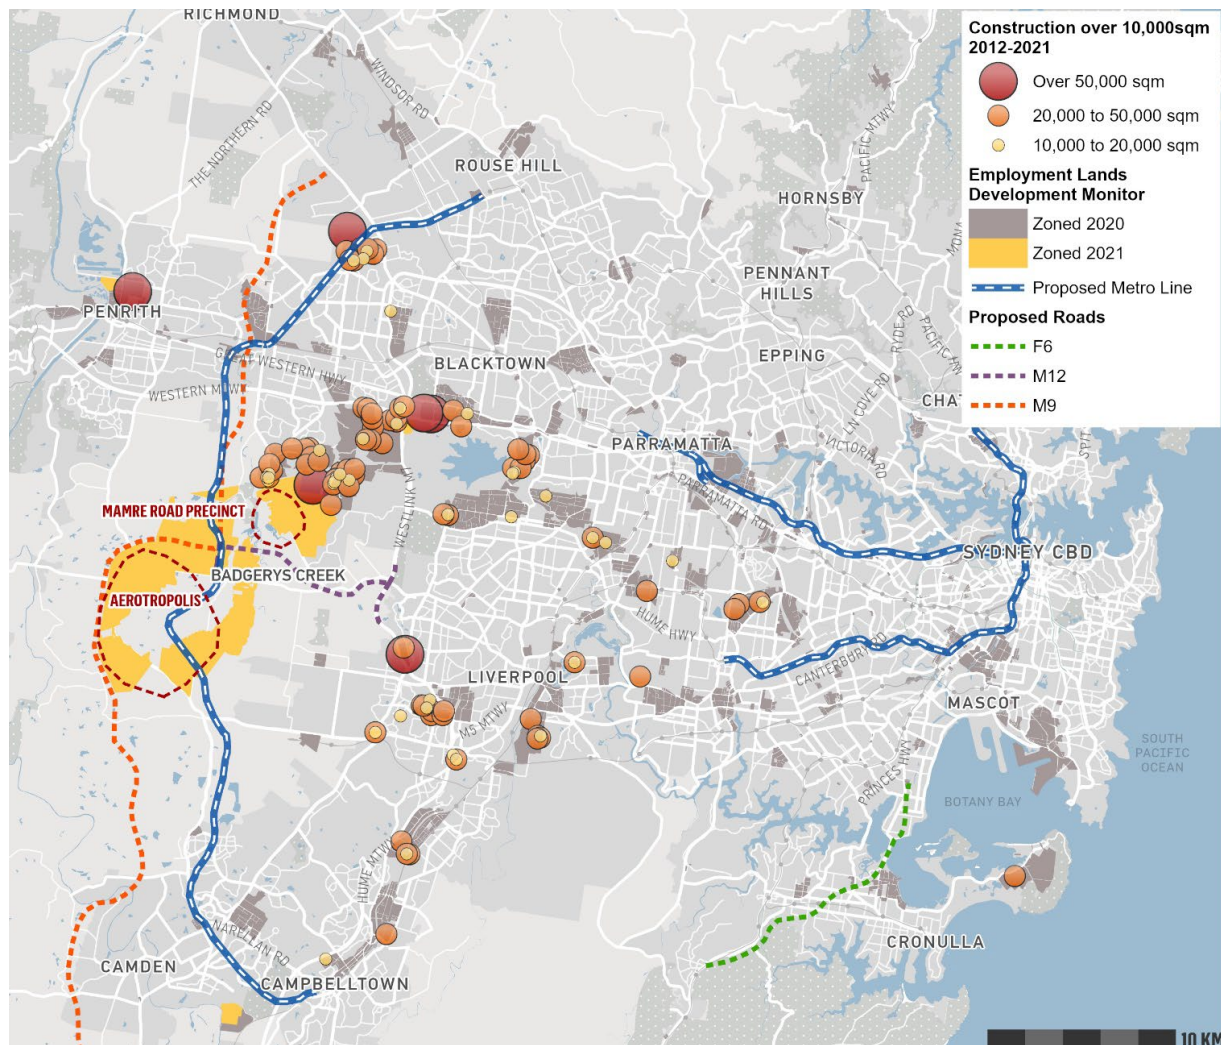 RICHMOND
Construction over 10,000sqm
2012-2021
Over 50,000 sqm
20,000 to 50,000 sqm
10,000 to 20,000 sqm
Employment Lands
Development Monitor
Zoned 2020
Zoned 2021
Proposed Metro Line
Proposed Roads
F6
M12
M9
WINDSOR RD
THE NORTHERN RD
PACIFIC MTWY
ROUSE HILL
HORNSBY
MONA
PENNANT
HILLS
PENRITH
RYDE RD
PACIFIC HWY
GREAT WESTERN HWY
BLACKTOWN
EPPING
WESTERN MTWY
LN COVE RD
CHAT
PARRAMATTA
VICTORIA RD
SPIT
PARRAMATTA RD
WESTLINK M7
MAMRE ROAD PRECINCT
SYDNEY CBD
BADGERYS CREEK
AEROTROPOLIS
HUME HWY
CANTERBURY RD
LIVERPOOL
MASCOT
M5 MTWY
SOUTH
PACIFIC
OCEAN
PRINCES HWY
BOTANY BAY
HUME MTWY
NARELLAN RD
CRONULLA
CAMDEN
CAMPBELLTOWN
10 KM